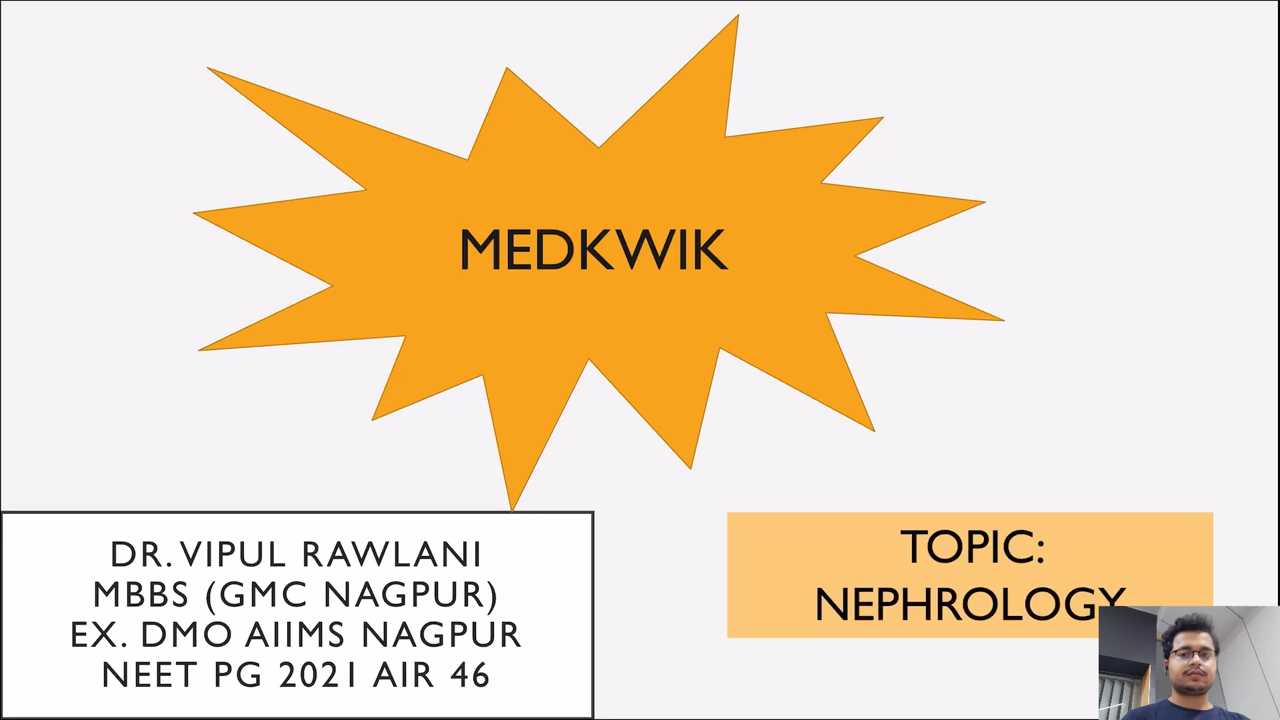 MEDKWIK
DR. VIPUL RAWLANI
MBBS (GMC NAGPUR)
EX. DMO AIIMS NAGPUR
NEET PG 2021 AIR 46
TOPIC:
NEPHROLOGY